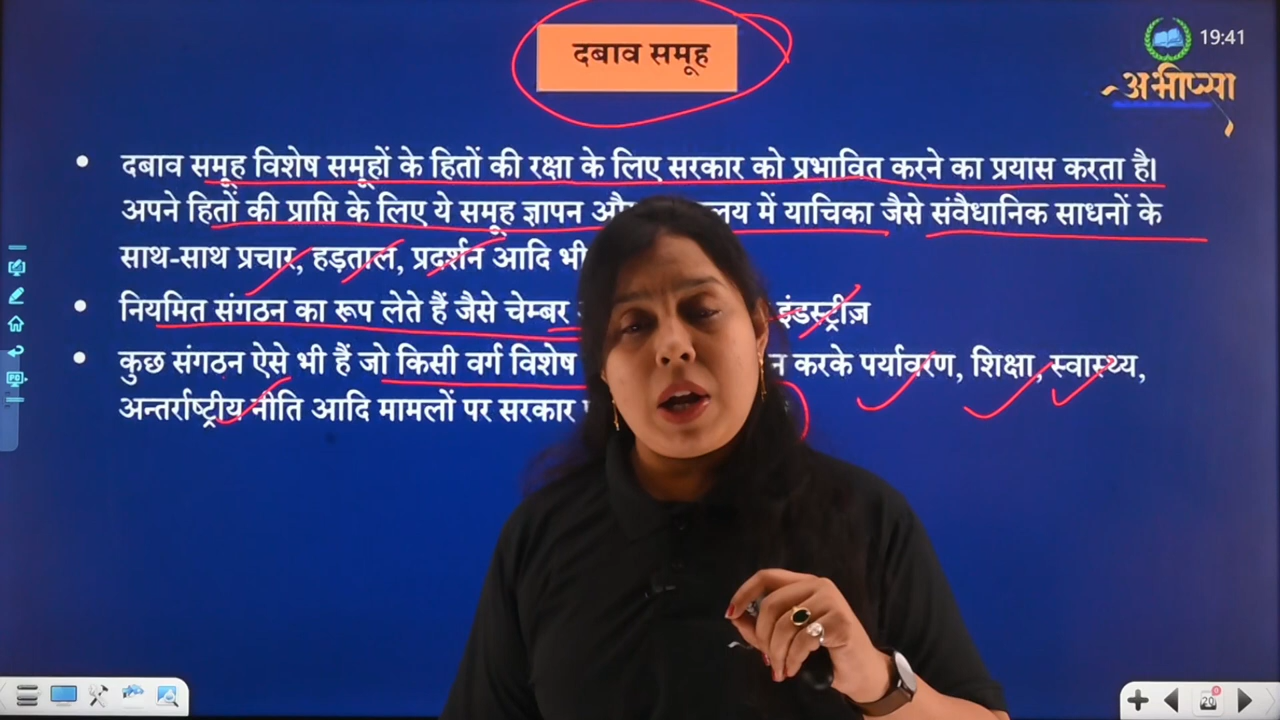 दबाव समूह
19:41
अभीप्सा
• दबाव समूह विशेष समूहों के हितों की रक्षा के लिए सरकार को प्रभावित करने का प्रयास करता है।
अपने हितों की प्राप्ति के लिए ये समूह ज्ञापन में याचिका जैसे संवैधानिक साधनों के
साथ-साथ प्रचार, हड़ताल, प्रदर्शन आदि भी
• नियमित संगठन का रूप लेते हैं जैसे चेम्बर इंडस्ट्रीज़
• कुछ संगठन ऐसे भी हैं जो किसी वर्ग विशेष करके पर्यावरण, शिक्षा, स्वास्थ्य,
अन्तर्राष्ट्रीय नीति आदि मामलों पर सरकार
20